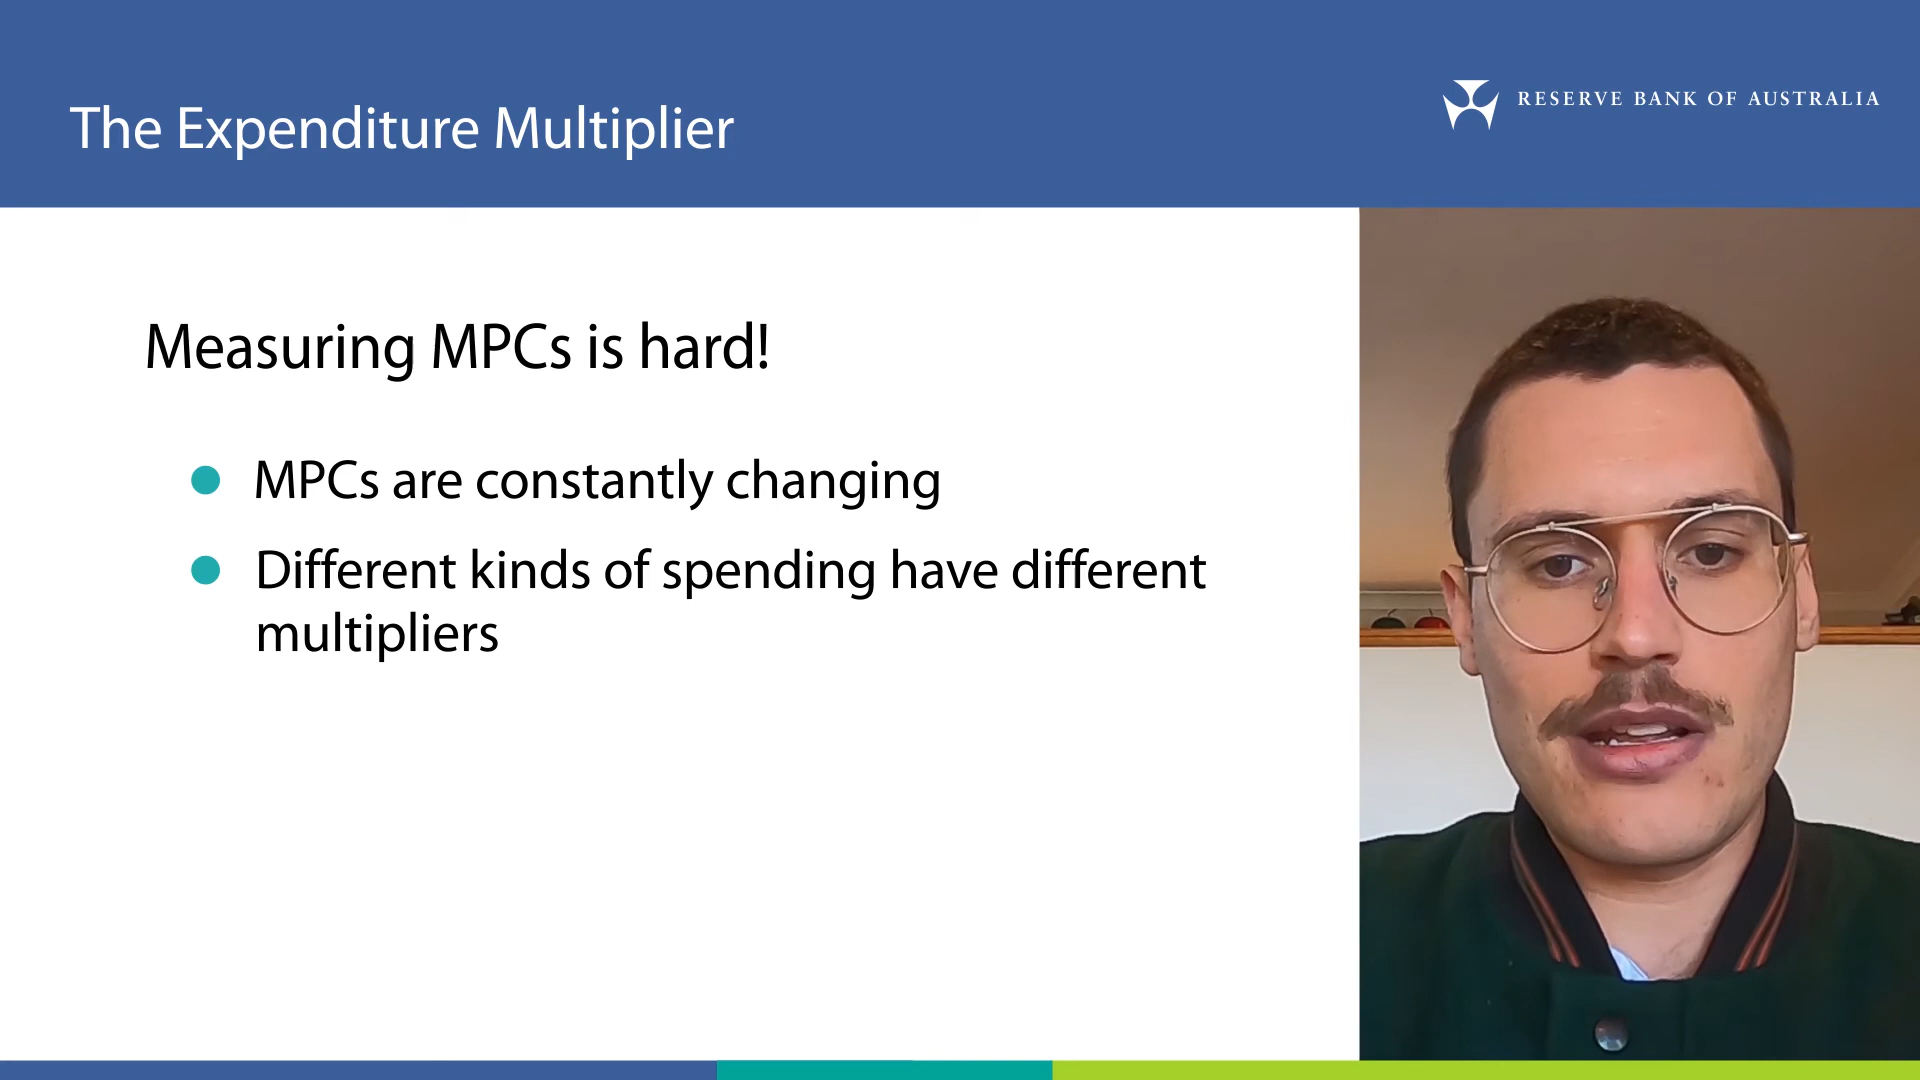 The Expenditure Multiplier
RESERVE BANK OF AUSTRALIA
Measuring MPCs is hard!
MPCs are constantly changing
Different kinds of spending have different
multipliers